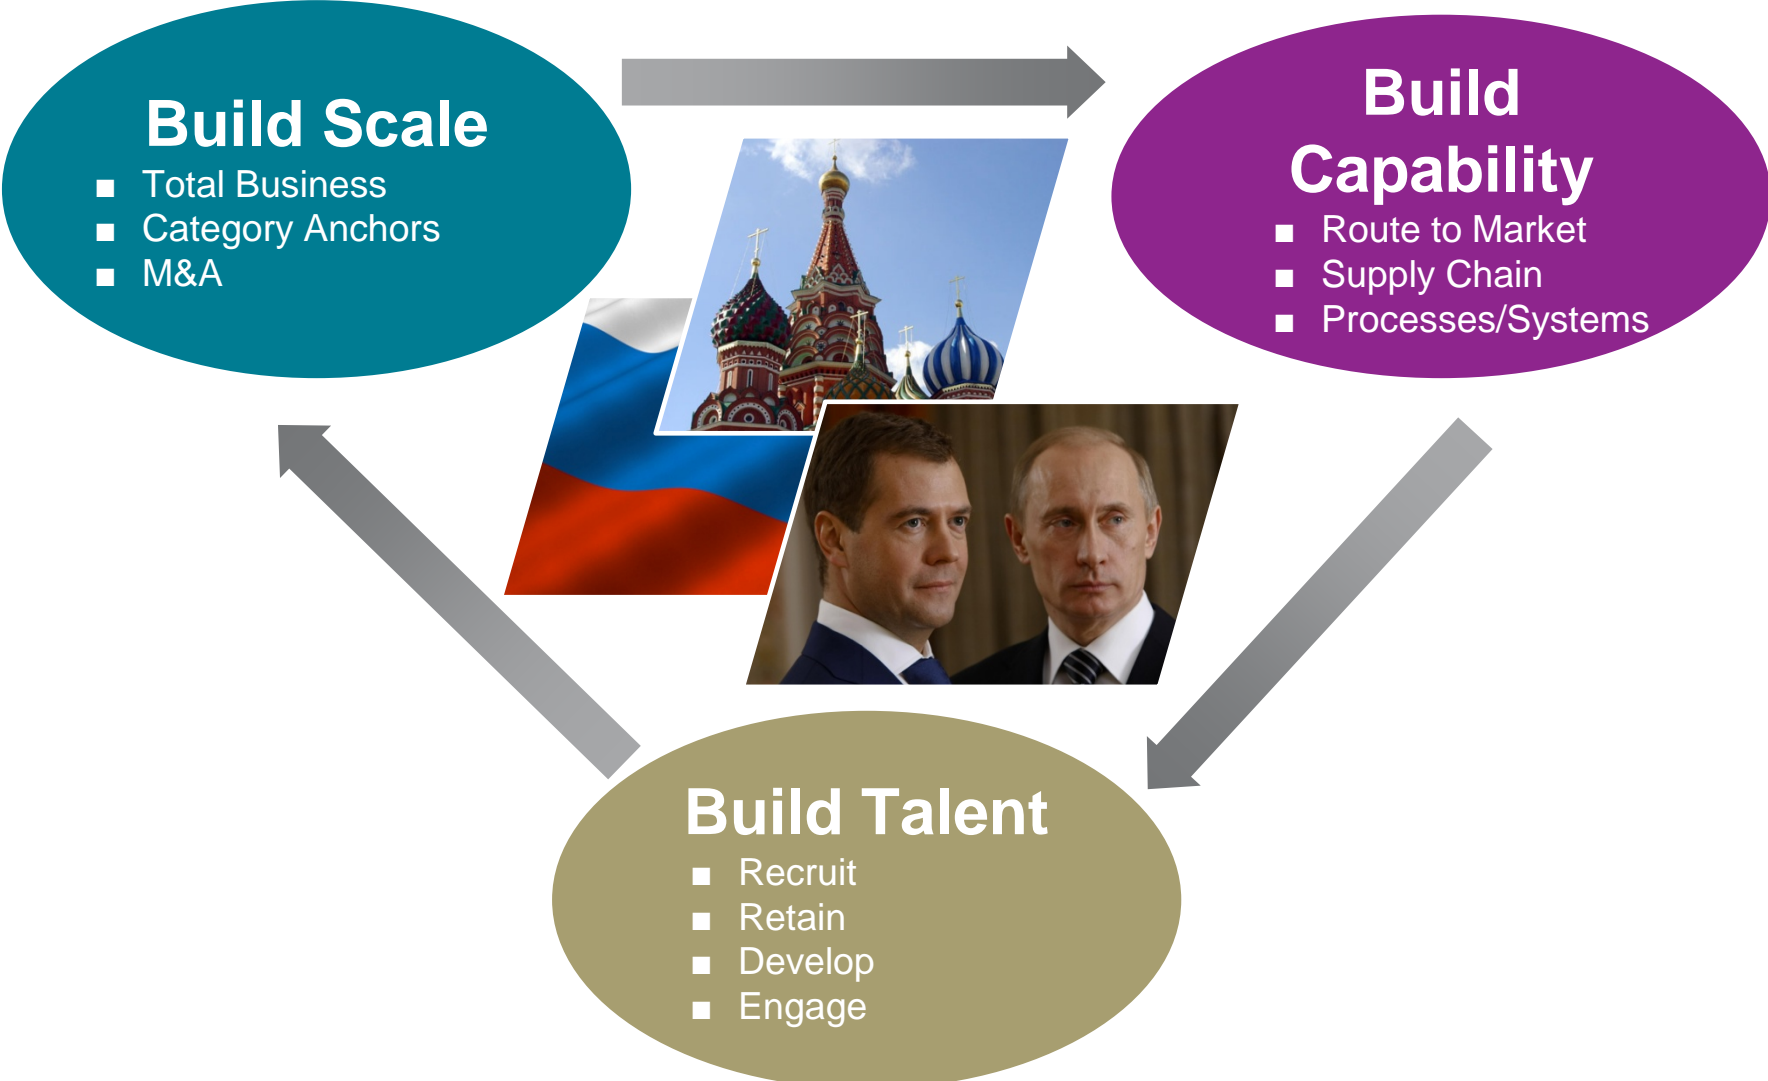 Build Scale
■ Total Business
■ Category Anchors
■ M&A
Build
Capability
■ Route to Market
■ Supply Chain
■ Processes/Systems
Build Talent
■ Recruit
■ Retain
■ Develop
■ Engage